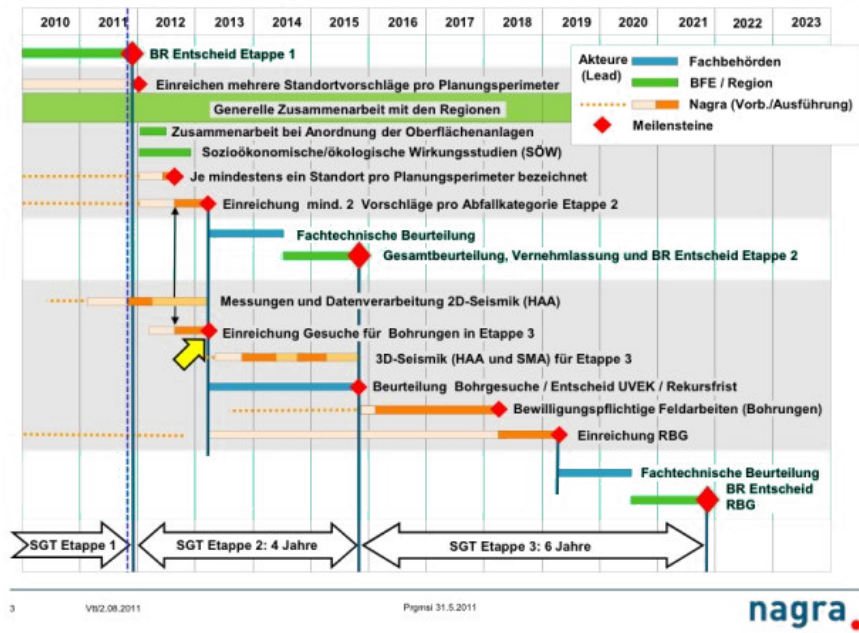 2010 2011 2012 2013 2014 2015 2016 2017 2018 2019 2020 2021 2022 2023
BR Entscheid Etappe 1
Akteure
(Lead)
Fachbehörden
BFE / Region
Nagra (Vorb./Ausführung)
Meilensteine
Einreichen mehrere Standortvorschläge pro Planungsperimeter
Generelle Zusammenarbeit mit den Regionen
Zusammenarbeit bei Anordnung der Oberflächenanlagen
Sozioökonomische/ökologische Wirkungsstudien (SÖW)
Je mindestens ein Standort pro Planungsperimeter bezeichnet
Einreichung mind. 2 Vorschläge pro Abfallkategorie Etappe 2
Fachtechnische Beurteilung
Gesamtbeurteilung, Vernehmlassung und BR Entscheid Etappe 2
Messungen und Datenverarbeitung 2D-Seismik (HAA)
Einreichung Gesuche für Bohrungen in Etappe 3
3D-Seismik (HAA und SMA) für Etappe 3
Beurteilung Bohrgesuche / Entscheid UVEK / Rekursfrist
Bewilligungspflichtige Feldarbeiten (Bohrungen)
Einreichung RBG
Fachtechnische Beurteilung
BR Entscheid
RBG
SGT Etappe 1 SGT Etappe 2: 4 Jahre SGT Etappe 3: 6 Jahre
3 Vtl/2.08.2011 Prgmsi 31.5.2011
nagra